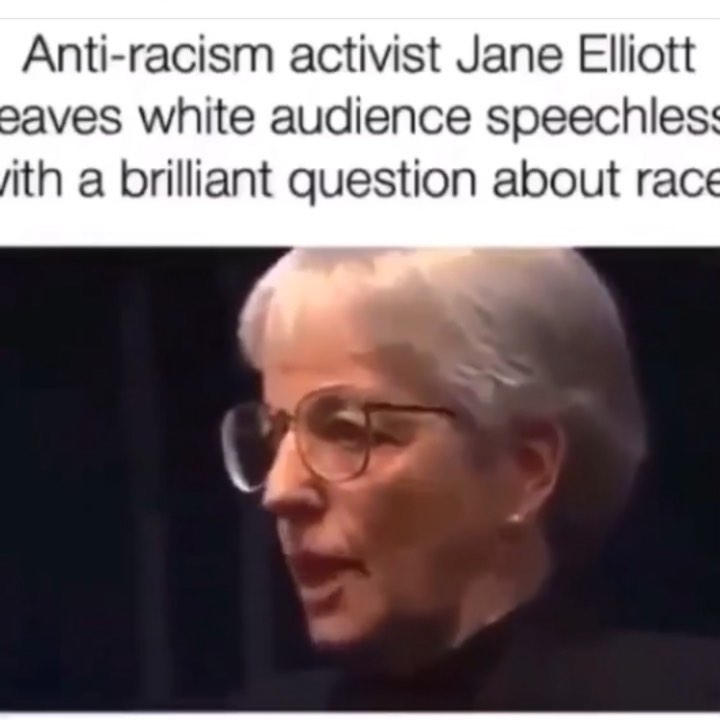 Anti-racism activist Jane Elliott
eaves white audience speechless
ith a brilliant question about race